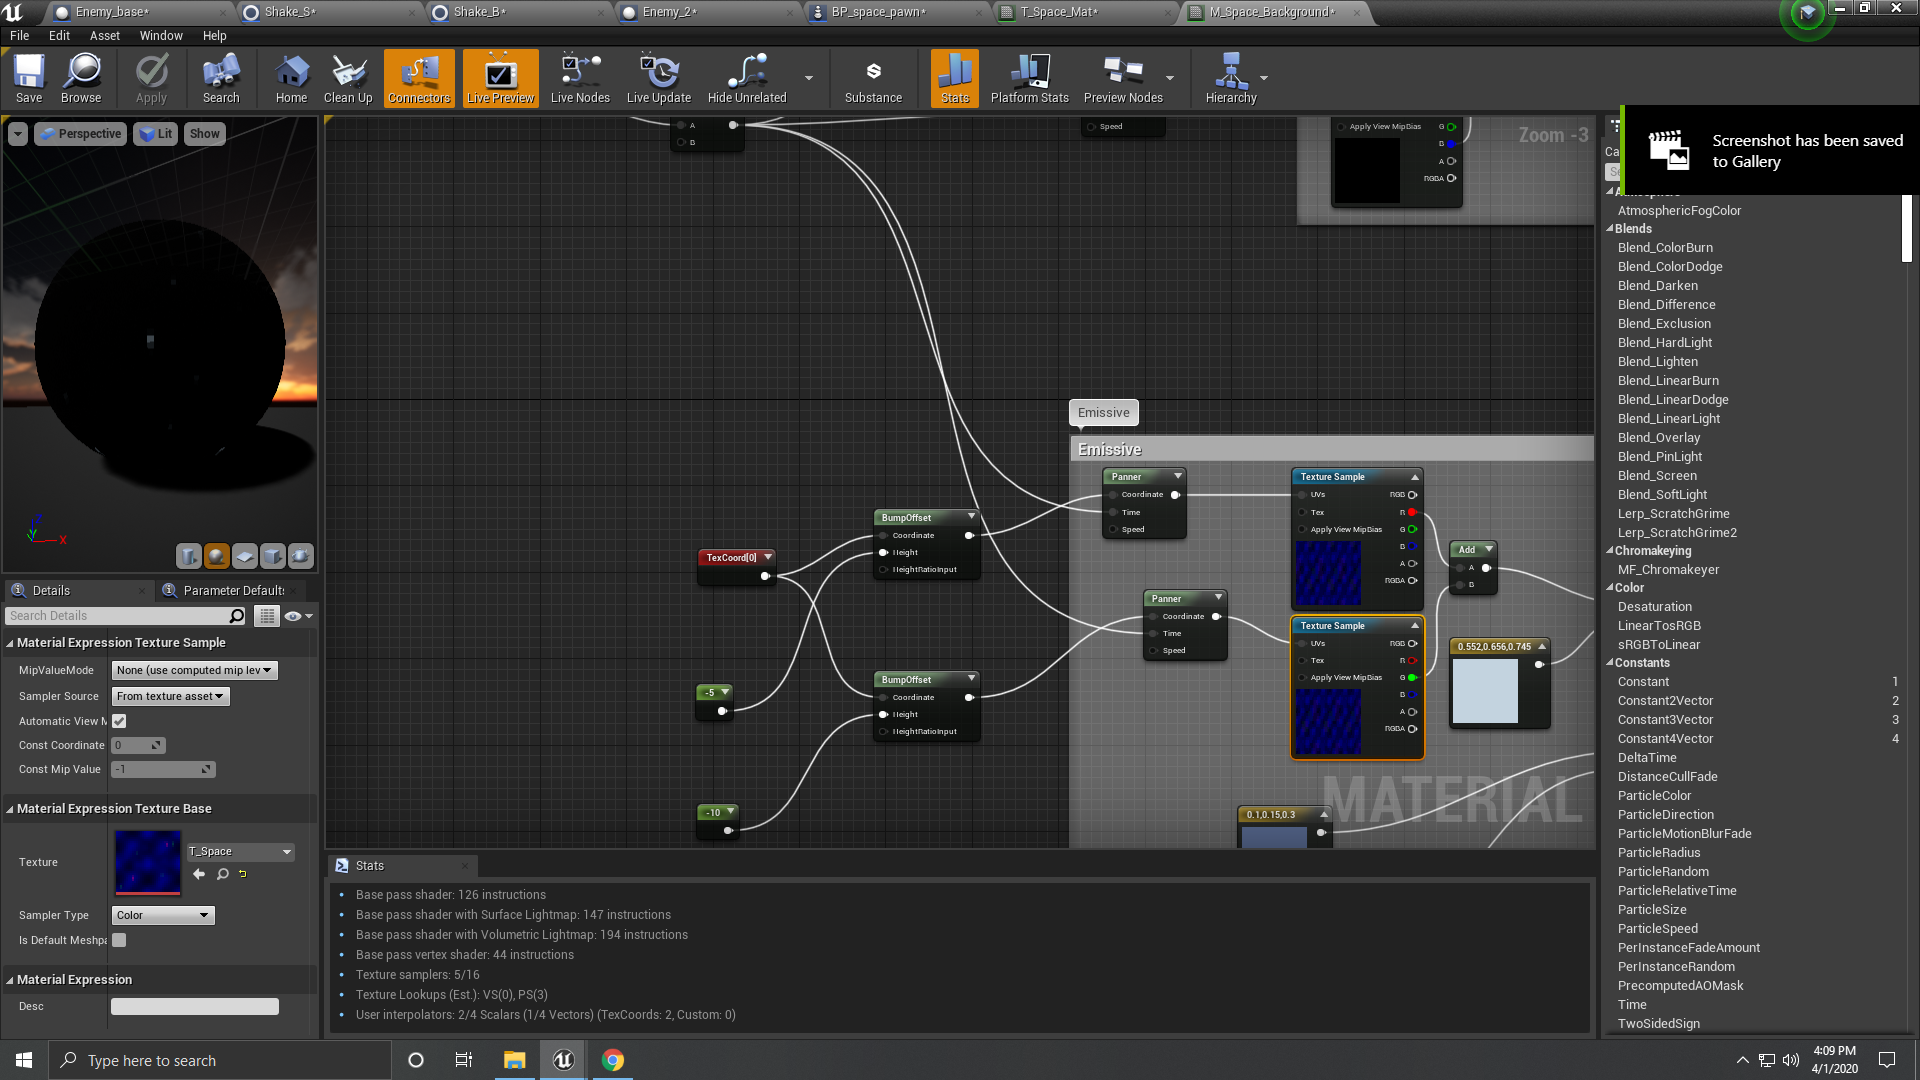 Enemy_base*
Shake_S*
Shake_B*
Enemy_2*
BP_space_pawn*
T_Space_Mat*
M_Space_Background*
File Edit Asset Window Help
Save
Browse
Apply
Search
Home
Clean Up
Connectors
Live Preview
Live Nodes
Live Update
Hide Unrelated
Substance
Stats
Platform Stats
Preview Nodes
Hierarchy
Perspective
Lit
Show
Z
X
A
B
Speed
Apply View MipBias
G
B
A
RGBA
Zoom -3
Screenshot has been saved
to Gallery
Emissive
Emissive
Panner
Coordinate
Time
Speed
Texture Sample
UVs
Tex
Apply View MipBias
RGB
R
G
B
A
RGBA
Add
A
B
BumpOffset
Coordinate
Height
HeightRatioInput
TexCoord[0]
Panner
Coordinate
Time
Speed
Texture Sample
UVs
Tex
Apply View MipBias
RGB
R
G
B
A
RGBA
0.552,0.656,0.745
BumpOffset
Coordinate
Height
HeightRatioInput
-5
-10
0.1,0.15,0.3
MATERIAL
Details
Parameter Default
Search Details
Material Expression Texture Sample
MipValueMode
None (use computed mip lev
Sampler Source
From texture asset
Automatic View M
Const Coordinate
0
Const Mip Value
-1
Material Expression Texture Base
Texture
T_Space
Sampler Type
Color
Is Default Meshpa
Material Expression
Desc
Stats
Base pass shader: 126 instructions
Base pass shader with Surface Lightmap: 147 instructions
Base pass shader with Volumetric Lightmap: 194 instructions
Base pass vertex shader: 44 instructions
Texture samplers: 5/16
Texture Lookups (Est.): VS(0), PS(3)
User interpolators: 2/4 Scalars (1/4 Vectors) (TexCoords: 2, Custom: 0)
Ca
Se
AtmosphericFogColor
Blends
Blend_ColorBurn
Blend_ColorDodge
Blend_Darken
Blend_Difference
Blend_Exclusion
Blend_HardLight
Blend_Lighten
Blend_LinearBurn
Blend_LinearDodge
Blend_LinearLight
Blend_Overlay
Blend_PinLight
Blend_Screen
Blend_SoftLight
Lerp_ScratchGrime
Lerp_ScratchGrime2
Chromakeying
MF_Chromakeyer
Color
Desaturation
LinearTosRGB
sRGBToLinear
Constants
Constant 1
Constant2Vector 2
Constant3Vector 3
Constant4Vector 4
DeltaTime
DistanceCullFade
ParticleColor
ParticleDirection
ParticleMotionBlurFade
ParticleRadius
ParticleRandom
ParticleRelativeTime
ParticleSize
ParticleSpeed
PerInstanceFadeAmount
PerInstanceRandom
PrecomputedAOMask
Time
TwoSidedSign
Type here to search
4:09 PM
4/1/2020